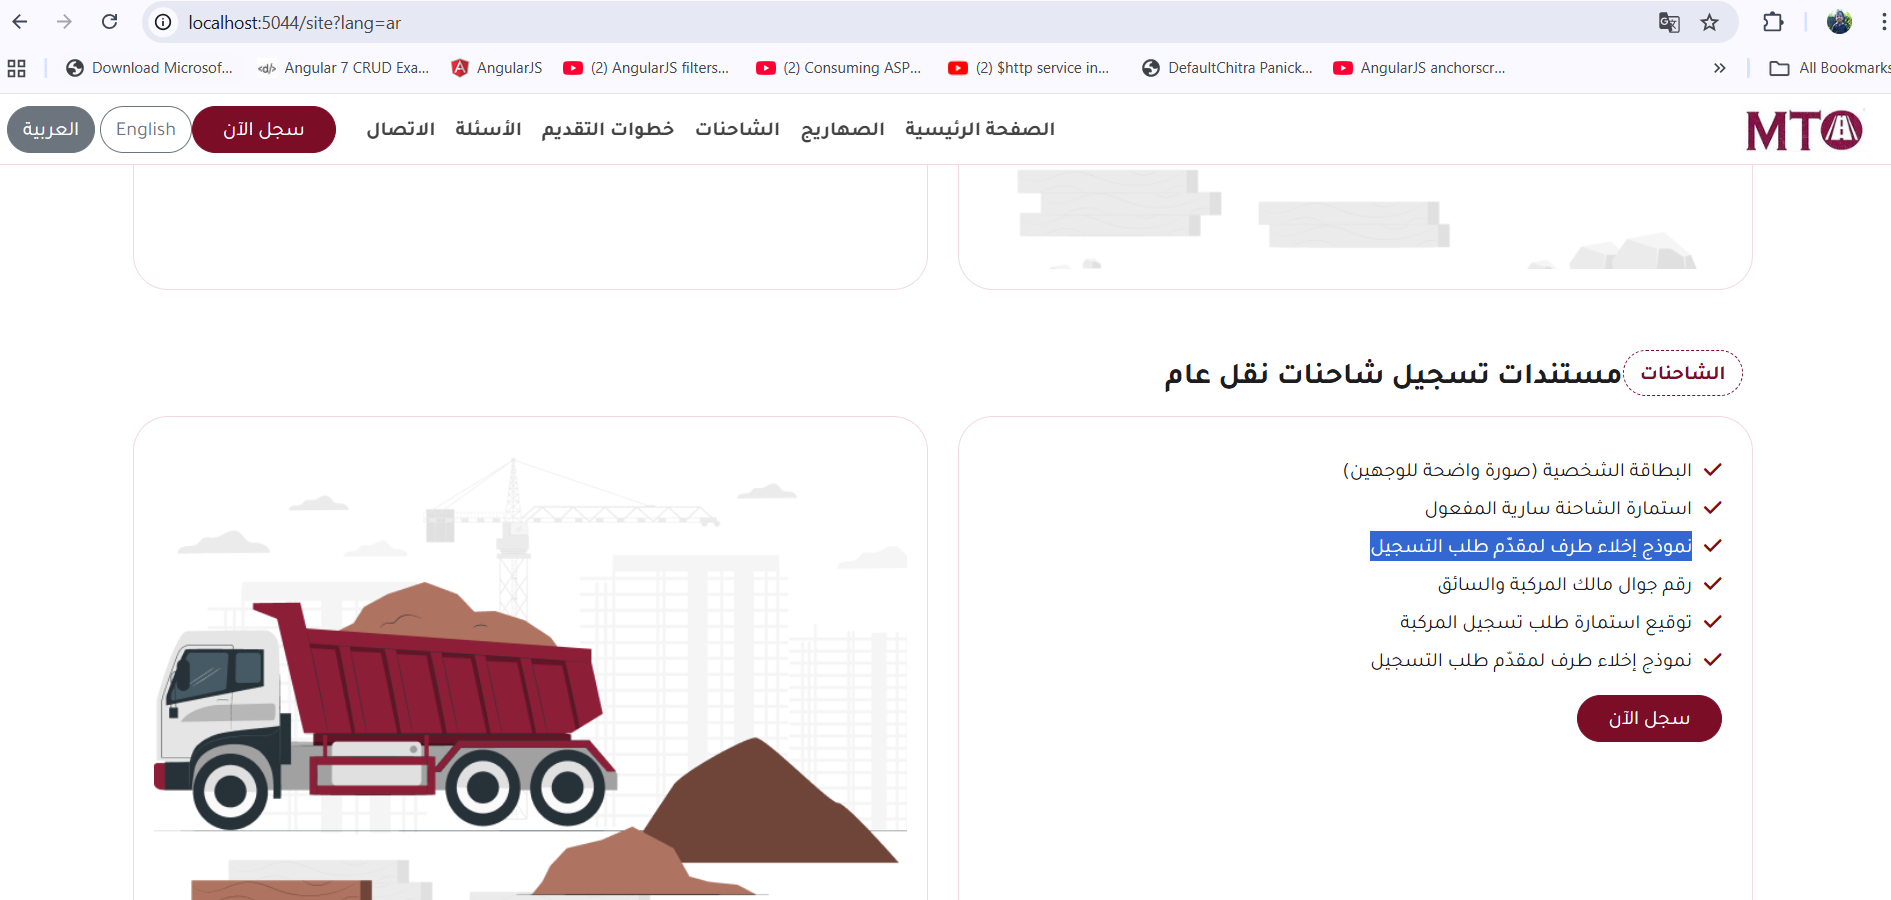 localhost:5044/site?lang=ar
Download Microsof...
Angular 7 CRUD Exa...
AngularJS
(2) AngularJS filters...
(2) Consuming ASP...
(2) $http service in...
DefaultChitra Panick...
AngularJS anchorscr...
»
All Bookmarks
MTO
الصفحة الرئيسية
الصهاريج
الشاحنات
خطوات التقديم
الأسئلة
الاتصال
سجل الآن
English
العربية
الشاحنات
مستندات تسجيل شاحنات نقل عام
البطاقة الشخصية (صورة واضحة للوجهين)
استمارة الشاحنة سارية المفعول
نموذج إخلاء طرف لمقدّم طلب التسجيل
رقم جوال مالك المركبة والسائق
توقيع استمارة طلب تسجيل المركبة
نموذج إخلاء طرف لمقدّم طلب التسجيل
سجل الآن